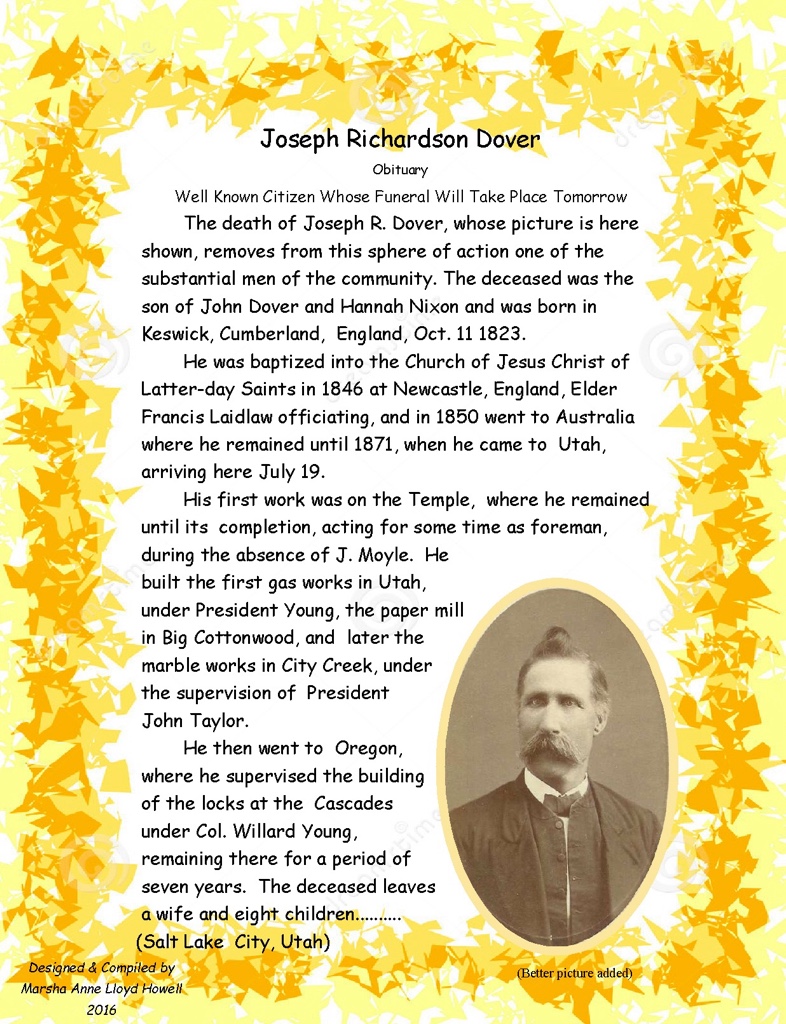 Joseph Richardson Dover
Obituary
Well Known Citizen Whose Funeral Will Take Place Tomorrow
The death of Joseph R. Dover, whose picture is here
shown, removes from this sphere of action one of the
substantial men of the community. The deceased was the
son of John Dover and Hannah Nixon and was born in
Keswick, Cumberland, England, Oct. 11 1823.
He was baptized into the Church of Jesus Christ of
Latter-day Saints in 1846 at Newcastle, England, Elder
Francis Laidlaw officiating, and in 1850 went to Australia
where he remained until 1871, when he came to Utah,
arriving here July 19.
His first work was on the Temple, where he remained
until its completion, acting for some time as foreman,
during the absence of J. Moyle. He
built the first gas works in Utah,
under President Young, the paper mill
in Big Cottonwood, and later the
marble works in City Creek, under
the supervision of President
John Taylor.
He then went to Oregon,
where he supervised the building
of the locks at the Cascades
under Col. Willard Young,
remaining there for a period of
seven years. The deceased leaves
a wife and eight children..........
(Salt Lake City, Utah)
Designed & Compiled by
Marsha Anne Lloyd Howell
2016
(Better picture added)